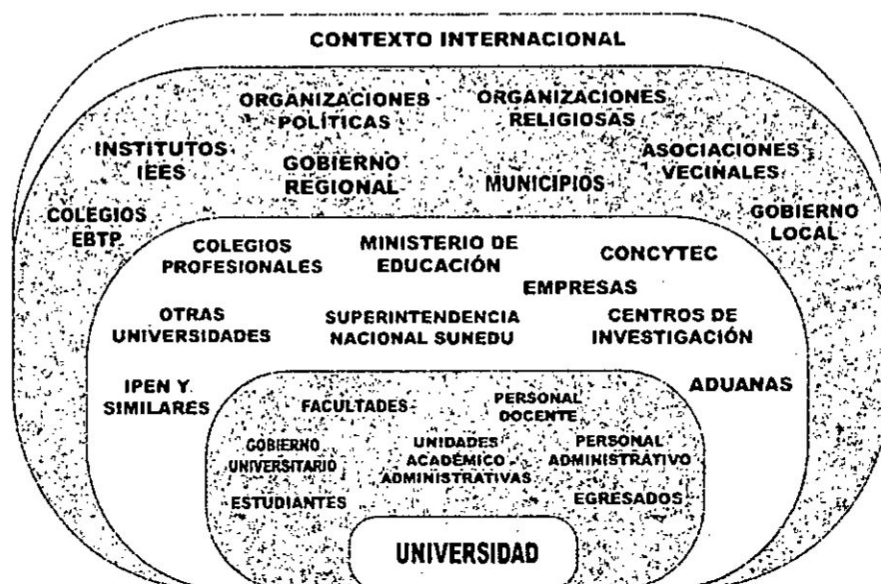 CONTEXTO INTERNACIONAL
ORGANIZACIONES
POLÍTICAS
ORGANIZACIONES
RELIGIOSAS
INSTITUTOS
IEES
GOBIERNO
REGIONAL
MUNICIPIOS
ASOCIACIONES
VECINALES
COLEGIOS
EBTP
GOBIERNO
LOCAL
COLEGIOS
PROFESIONALES
MINISTERIO DE
EDUCACIÓN
CONCYTEC
EMPRESAS
OTRAS
UNIVERSIDADES
SUPERINTENDENCIA
NACIONAL SUNEDU
CENTROS DE
INVESTIGACIÓN
IPEN Y
SIMILARES
ADUANAS
FACULTADES
PERSONAL
DOCENTE
GOBIERNO
UNIVERSITARIO
UNIDADES
ACADÉMICO
ADMINISTRATIVAS
PERSONAL
ADMINISTRATIVO
ESTUDIANTES
EGRESADOS
UNIVERSIDAD